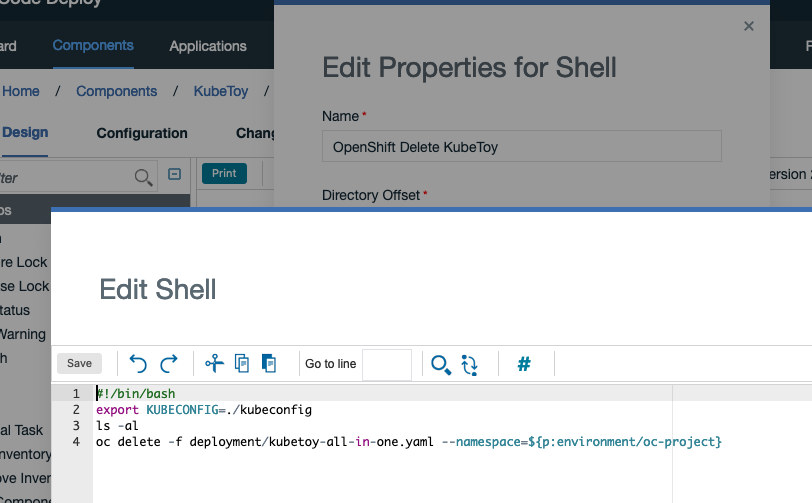 Code Deploy
ard Components Applications
Home / Components / KubeToy /
Design Configuration Chang
Print
ersion
Edit Properties for Shell
Name *
OpenShift Delete KubeToy
Directory Offset *
re Lock
se Lock
tatus
Warning
h
al Task
nventory
ove Inver
Compone
Edit Shell
Save Go to line #
1 #!/bin/bash
2 export KUBECONFIG=./kubeconfig
3 ls -al
4 oc delete -f deployment/kubetoy-all-in-one.yaml --namespace=${p:environment/oc-project}